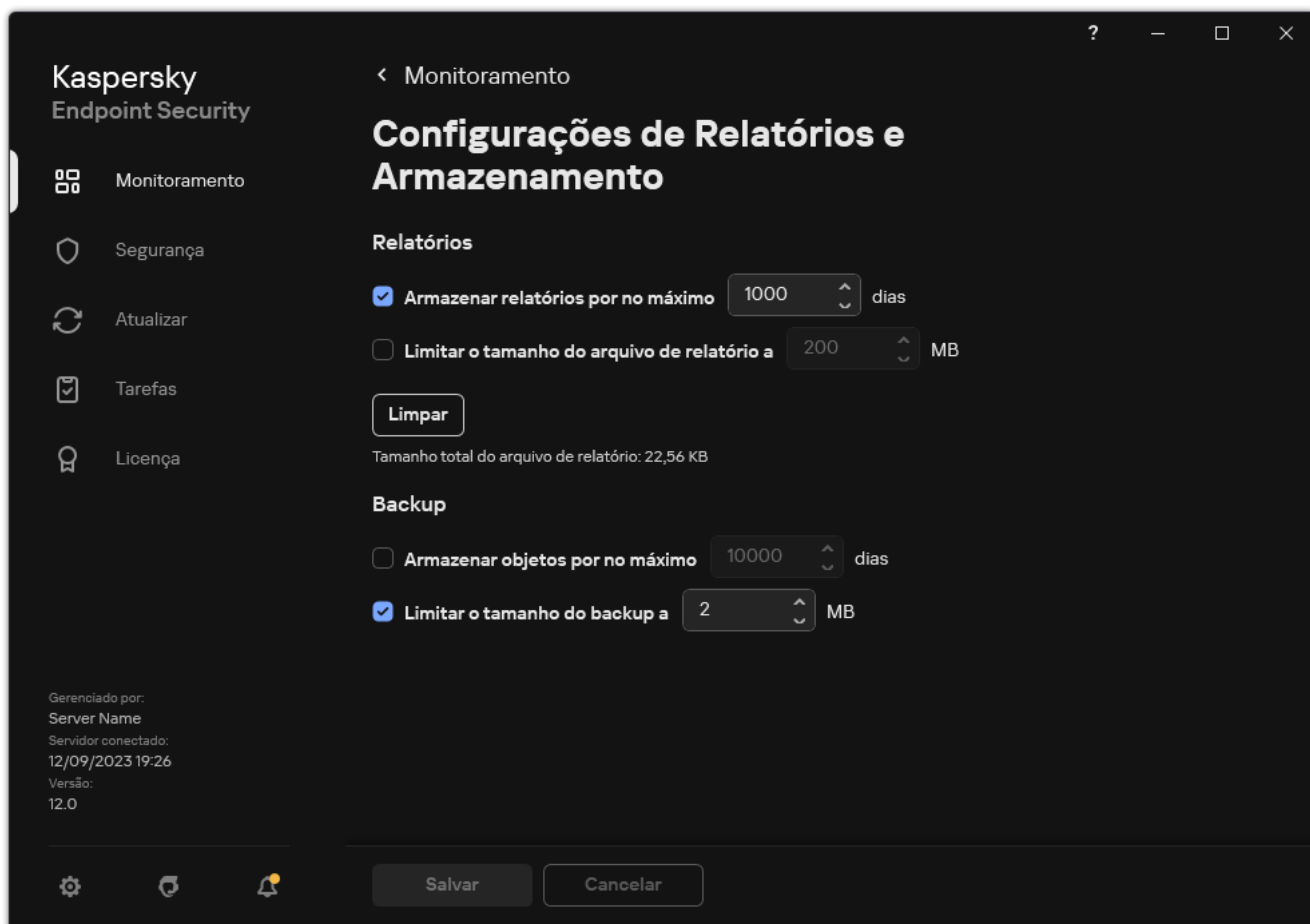 ?
Kaspersky
Endpoint Security
Monitoramento
Segurança
Atualizar
Tarefas
Licença
Gerenciado por:
Server Name
Servidor conectado:
12/09/2023 19:26
Versão:
12.0
Monitoramento
Configurações de Relatórios e
Armazenamento
Relatórios
Armazenar relatórios por no máximo 1000 dias
Limitar o tamanho do arquivo de relatório a 200 MB
Limpar
Tamanho total do arquivo de relatório: 22,56 KB
Backup
Armazenar objetos por no máximo 10000 dias
Limitar o tamanho do backup a 2 MB
Salvar Cancelar